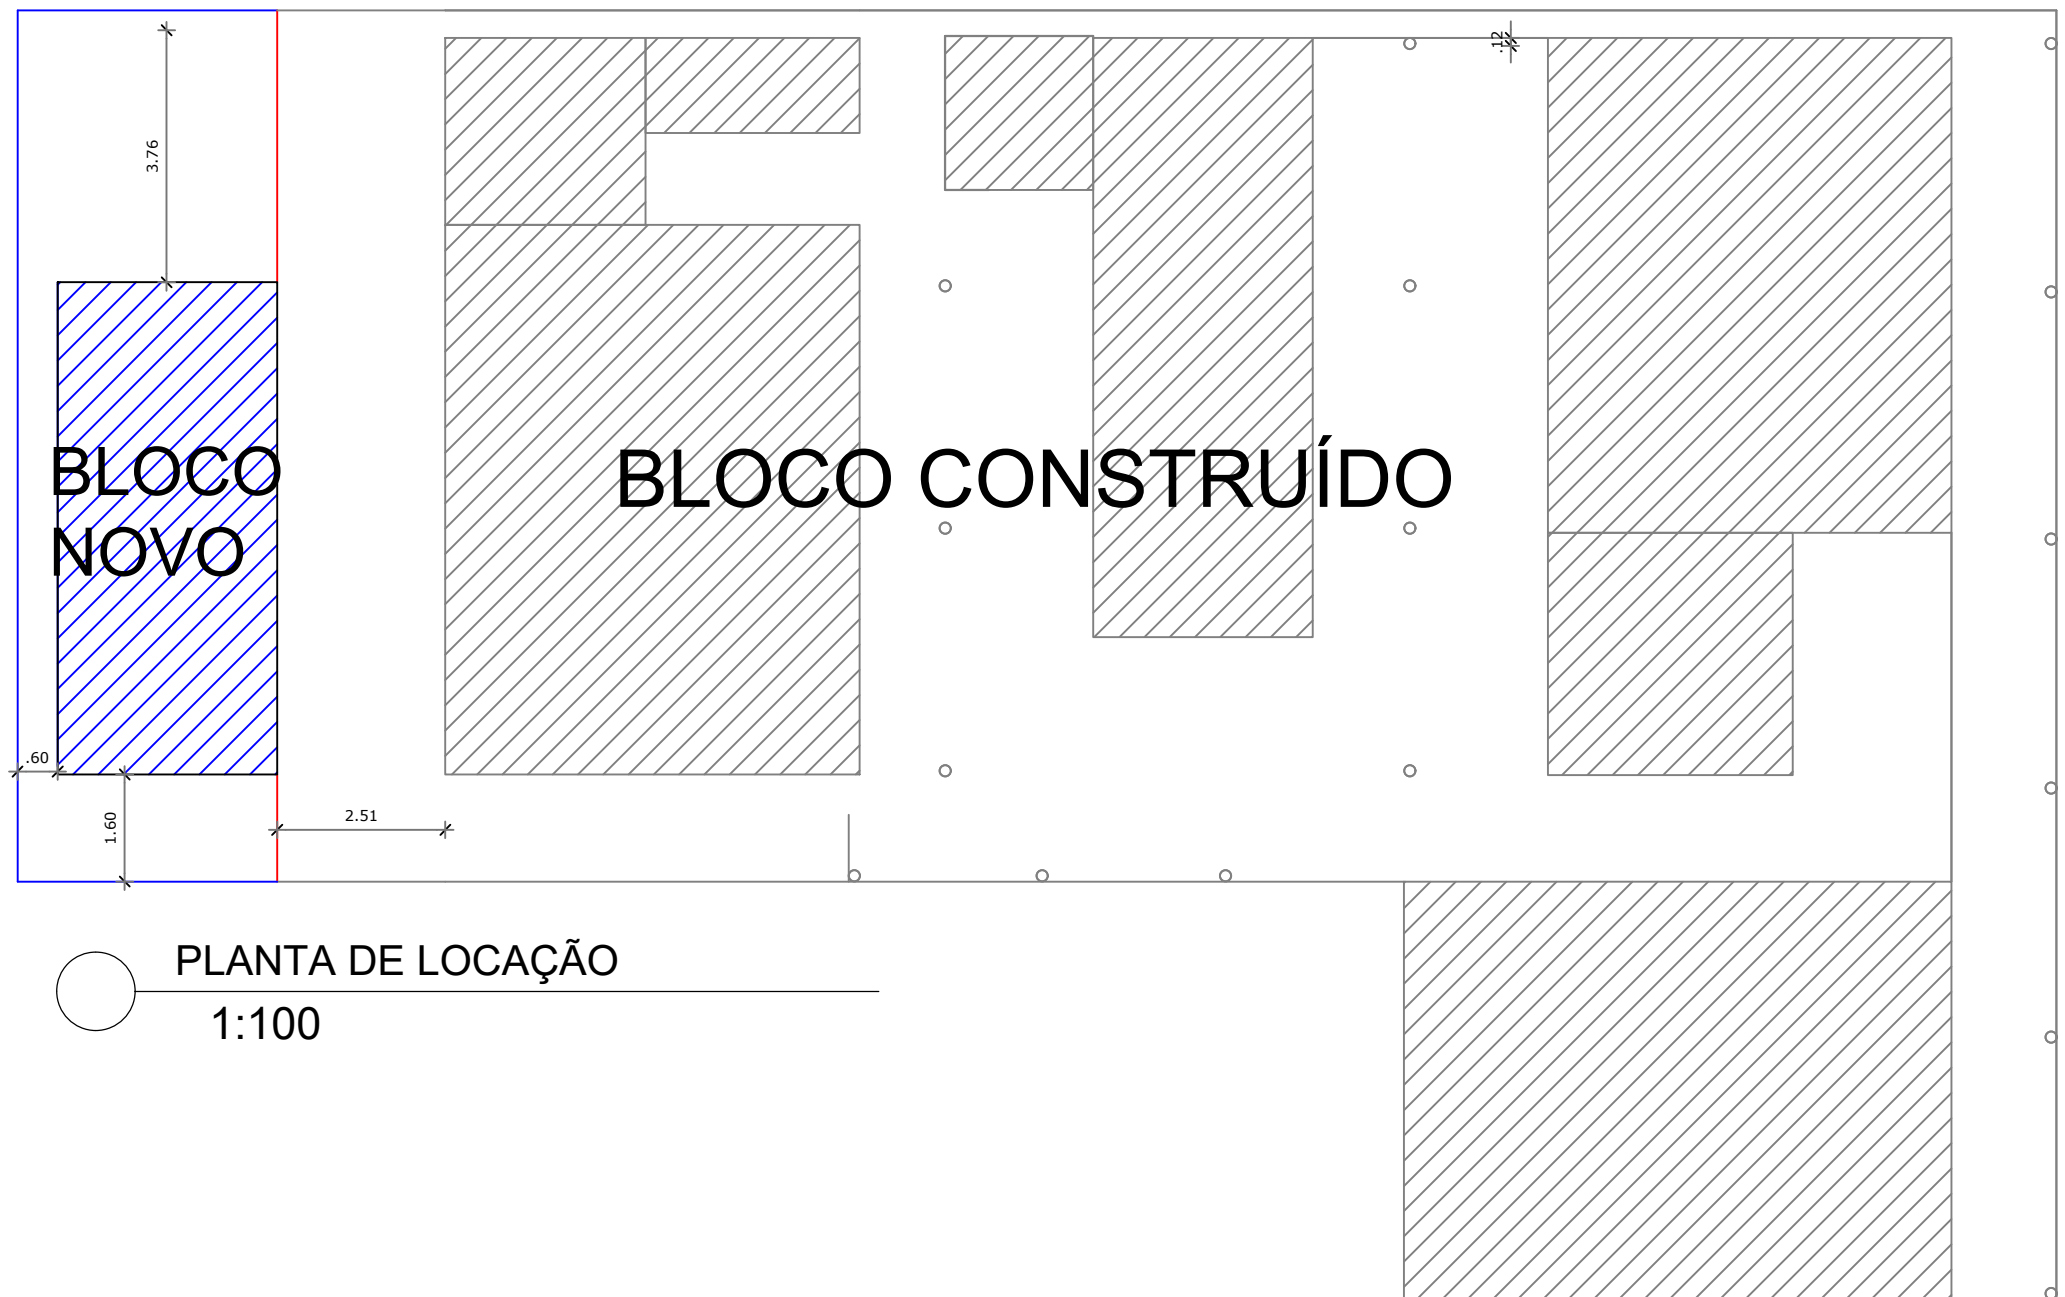 .12
3.76
BLOCO
NOVO
BLOCO CONSTRUÍDO
.60
1.60
2.51
PLANTA DE LOCAÇÃO
1:100